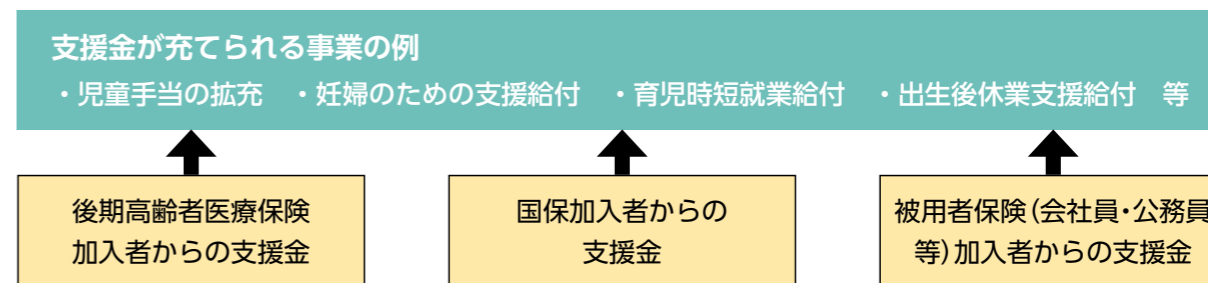 支援金が充てられる事業の例
・児童手当の拡充　・妊婦のための支援給付　・育児時短就業給付　・出生後休業支援給付　等
後期高齢者医療保険
加入者からの支援金
国保加入者からの
支援金
被用者保険(会社員・公務員
等)加入者からの支援金